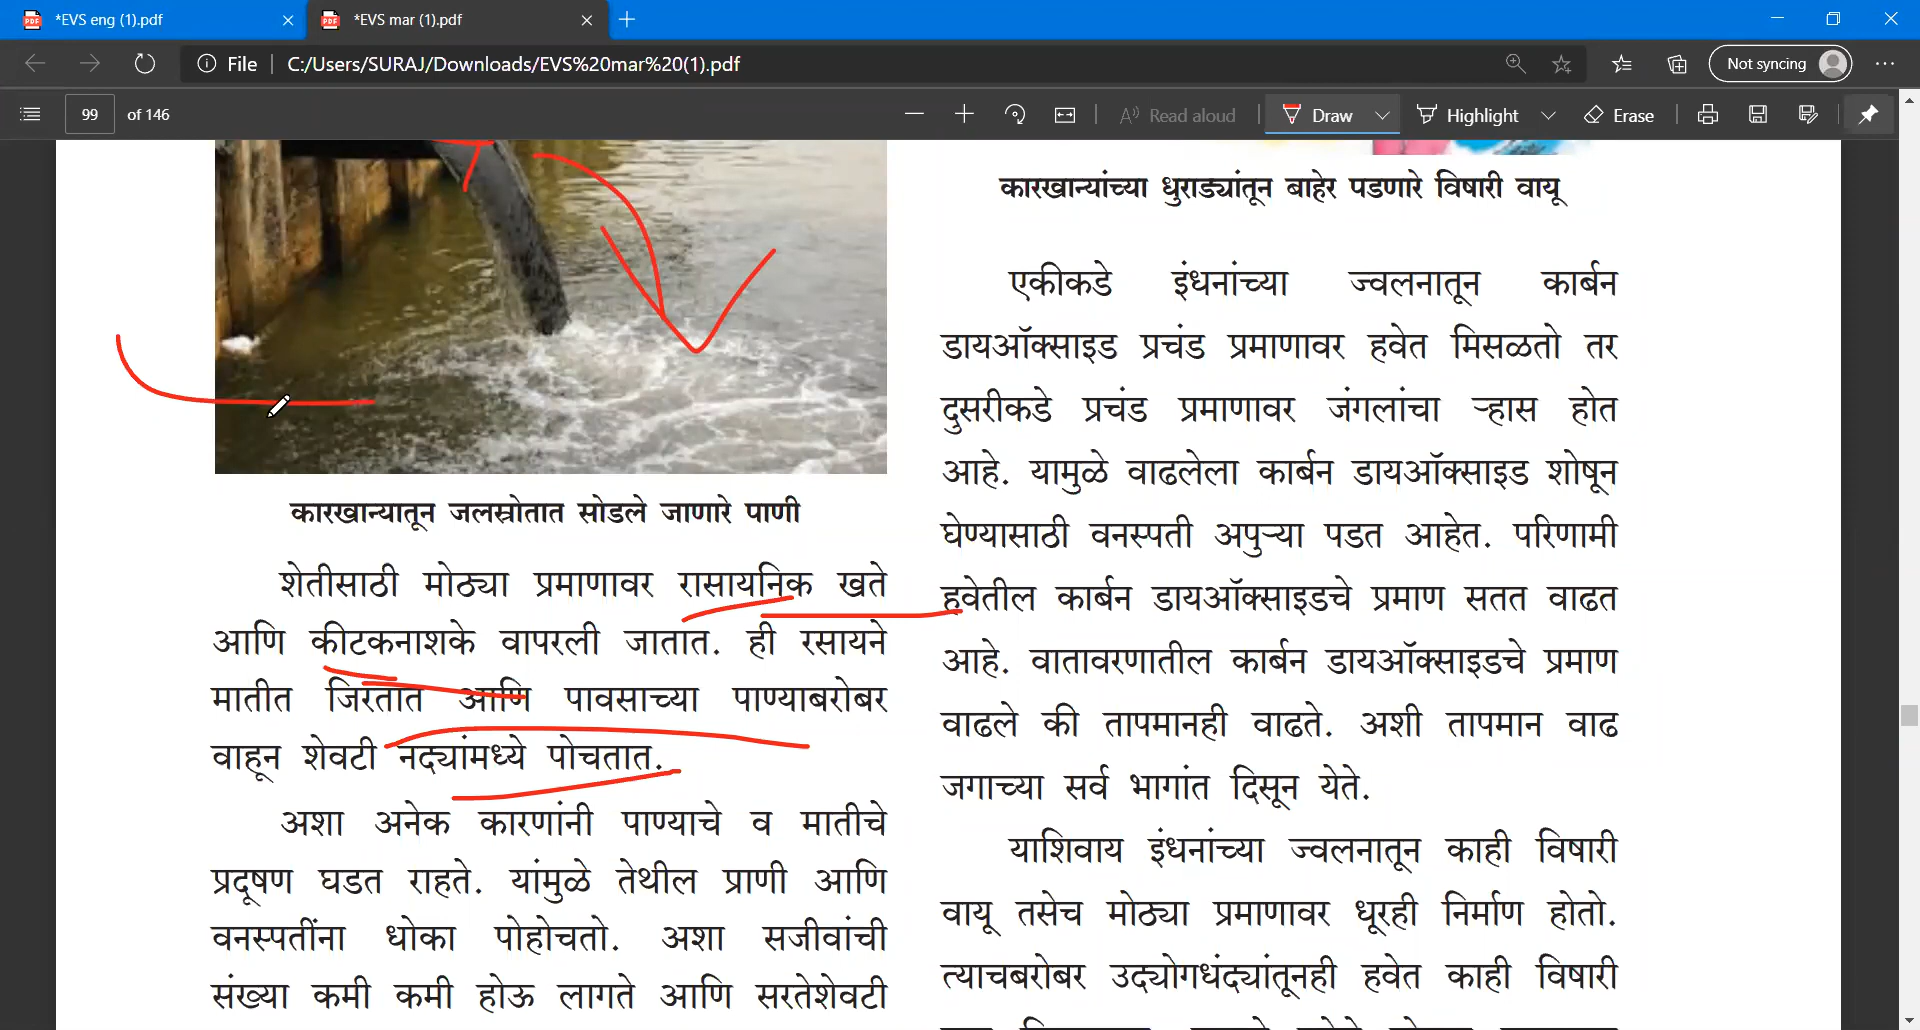 *EVS eng (1).pdf
*EVS mar (1).pdf
File
C:/Users/SURAJ/Downloads/EVS%20mar%20(1).pdf
Not syncing
99 of 146
Read aloud
Draw
Highlight
Erase
कारखान्यातून जलस्रोतात सोडले जाणारे पाणी
शेतीसाठी मोठ्या प्रमाणावर रासायनिक खते
आणि कीटकनाशके वापरली जातात. ही रसायने
मातीत जिरतात आणि पावसाच्या पाण्याबरोबर
वाहून शेवटी नद्यांमध्ये पोचतात.
अशा अनेक कारणांनी पाण्याचे व मातीचे
प्रदूषण घडत राहते. यांमुळे तेथील प्राणी आणि
वनस्पतींना धोका पोहोचतो. अशा सजीवांची
संख्या कमी कमी होऊ लागते आणि सरतेशेवटी
कारखान्यांच्या धुराड्यांतून बाहेर पडणारे विषारी वायू
एकीकडे इंधनांच्या ज्वलनातून कार्बन
डायऑक्साइड प्रचंड प्रमाणावर हवेत मिसळतो तर
दुसरीकडे प्रचंड प्रमाणावर जंगलांचा ऱ्हास होत
आहे. यामुळे वाढलेला कार्बन डायऑक्साइड शोषून
घेण्यासाठी वनस्पती अपुऱ्या पडत आहेत. परिणामी
हवेतील कार्बन डायऑक्साइडचे प्रमाण सतत वाढत
आहे. वातावरणातील कार्बन डायऑक्साइडचे प्रमाण
वाढले की तापमानही वाढते. अशी तापमान वाढ
जगाच्या सर्व भागांत दिसून येते.
याशिवाय इंधनांच्या ज्वलनातून काही विषारी
वायू तसेच मोठ्या प्रमाणावर धूरही निर्माण होतो.
त्याचबरोबर उद्योगधंद्यांतूनही हवेत काही विषारी